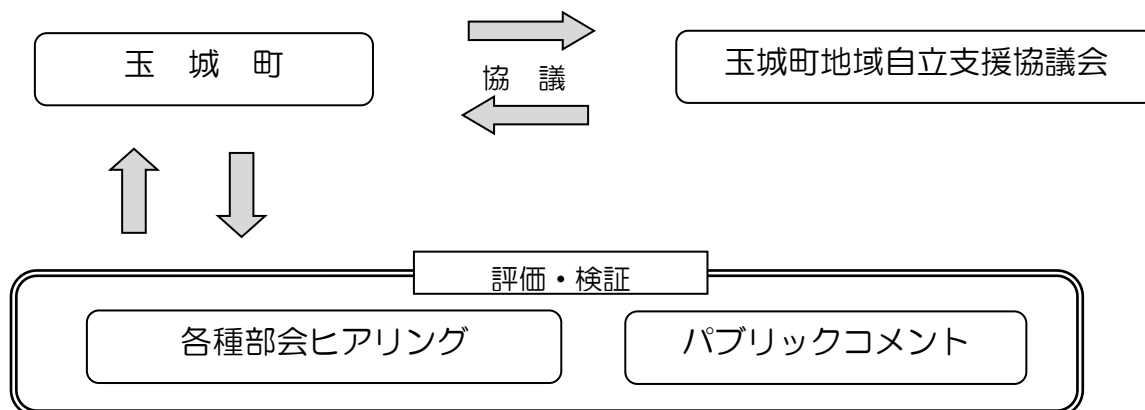 玉　城　町
協　議
玉城町地域自立支援協議会
評価・検証
各種部会ヒアリング
パブリックコメント